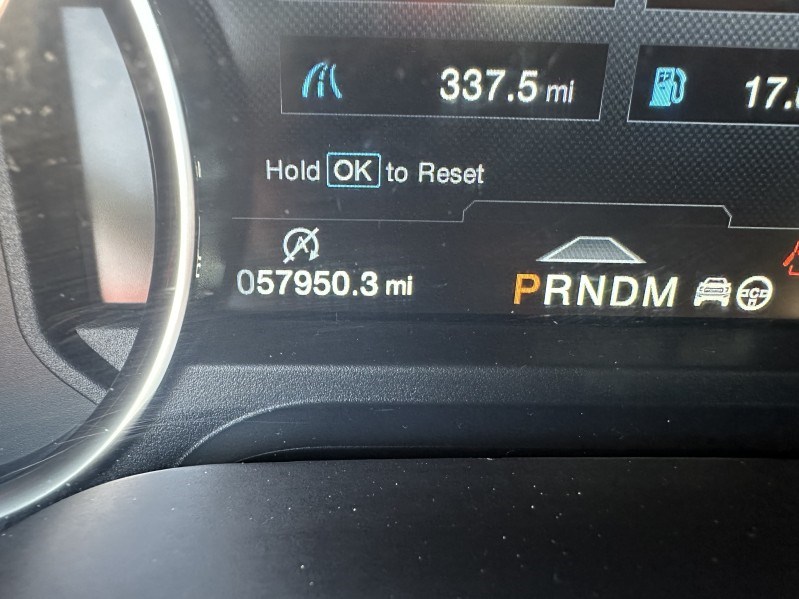 337.5 mi
17.
Hold OK to Reset
A
057950.3 mi
PRNDM
C